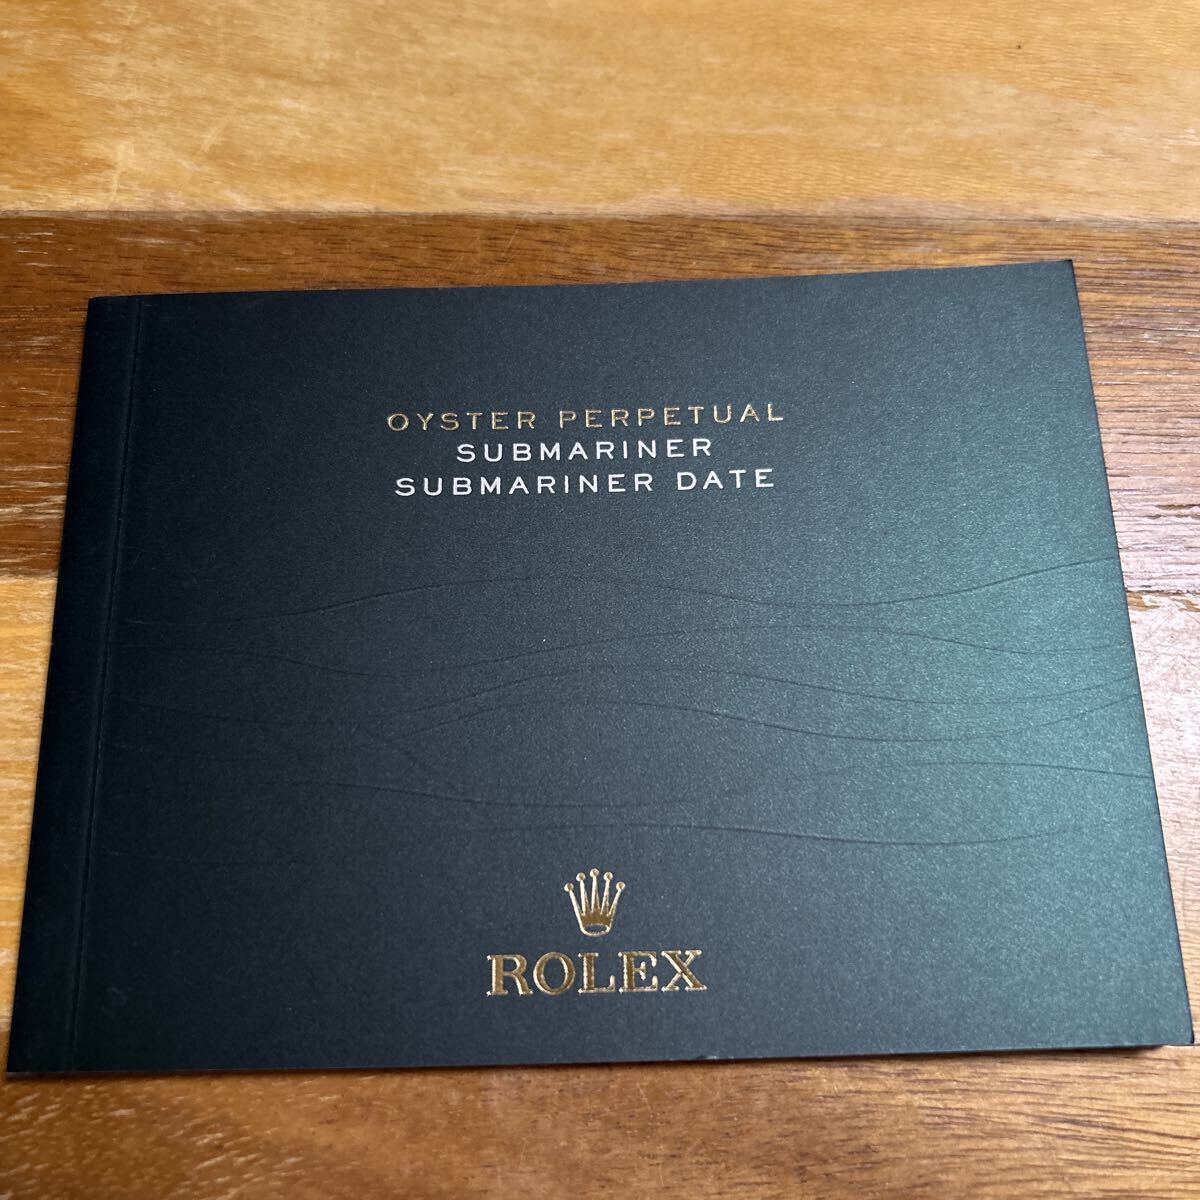 OYSTER PERPETUAL
SUBMARINER
SUBMARINER DATE
ROLEX